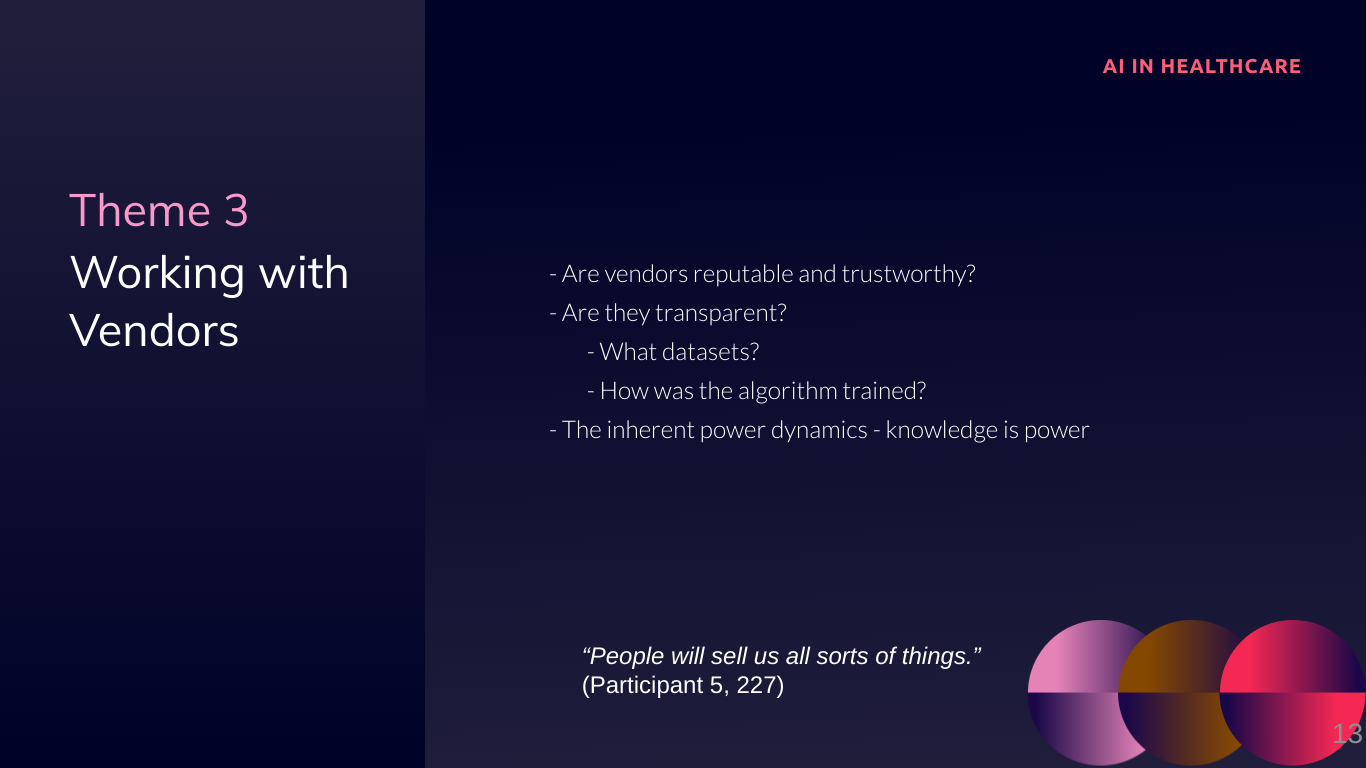 AI IN HEALTHCARE
Theme 3
Working with
Vendors
- Are vendors reputable and trustworthy?
- Are they transparent?
- What datasets?
- How was the algorithm trained?
- The inherent power dynamics - knowledge is power
“People will sell us all sorts of things.”
(Participant 5, 227)
13